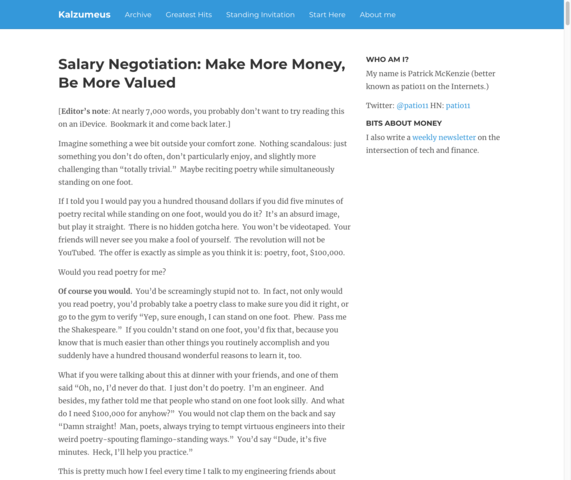 Kalzumeus Archive Greatest Hits Standing Invitation Start Here About me
Salary Negotiation: Make More Money,
Be More Valued
[Editor's note: At nearly 7,000 words, you probably don't want to try reading this
on an iDevice. Bookmark it and come back later.]
Imagine something a wee bit outside your comfort zone. Nothing scandalous: just
something you don't do often, don't particularly enjoy, and slightly more
challenging than “totally trivial.” Maybe reciting poetry while simultaneously
standing on one foot.
If I told you I would pay you a hundred thousand dollars if you did five minutes of
poetry recital while standing on one foot, would you do it? It's an absurd image,
but play it straight. There is no hidden gotcha here. You won't be videotaped. Your
friends will never see you make a fool of yourself. The revolution will not be
YouTubed. The offer is exactly as simple as you think it is: poetry, foot, $100,000.
Would you read poetry for me?
Of course you would. You'd be screamingly stupid not to. In fact, not only would
you read poetry, you'd probably take a poetry class to make sure you did it right, or
go to the gym to verify “Yep, sure enough, I can stand on one foot. Phew. Pass me
the Shakespeare.” If you couldn't stand on one foot, you'd fix that, because you
know that is much easier than other things you routinely accomplish and you
suddenly have a hundred thousand wonderful reasons to learn it, too.
What if you were talking about this at dinner with your friends, and one of them
said “Oh, no, I'd never do that. I just don't do poetry. I'm an engineer. And
besides, my father told me that people who stand on one foot look silly. And what
do I need $100,000 for anyhow?” You would not clap them on the back and say
“Damn straight! Man, poets, always trying to tempt virtuous engineers into their
weird poetry-spouting flamingo-standing ways.” You'd say “Dude, it's five
minutes. Heck, I'll help you practice.”
This is pretty much how I feel every time I talk to my engineering friends about
WHO AM I?
My name is Patrick McKenzie (better
known as patio11 on the Internets.)
Twitter: @patio11 HN: patio11
BITS ABOUT MONEY
I also write a weekly newsletter on the
intersection of tech and finance.